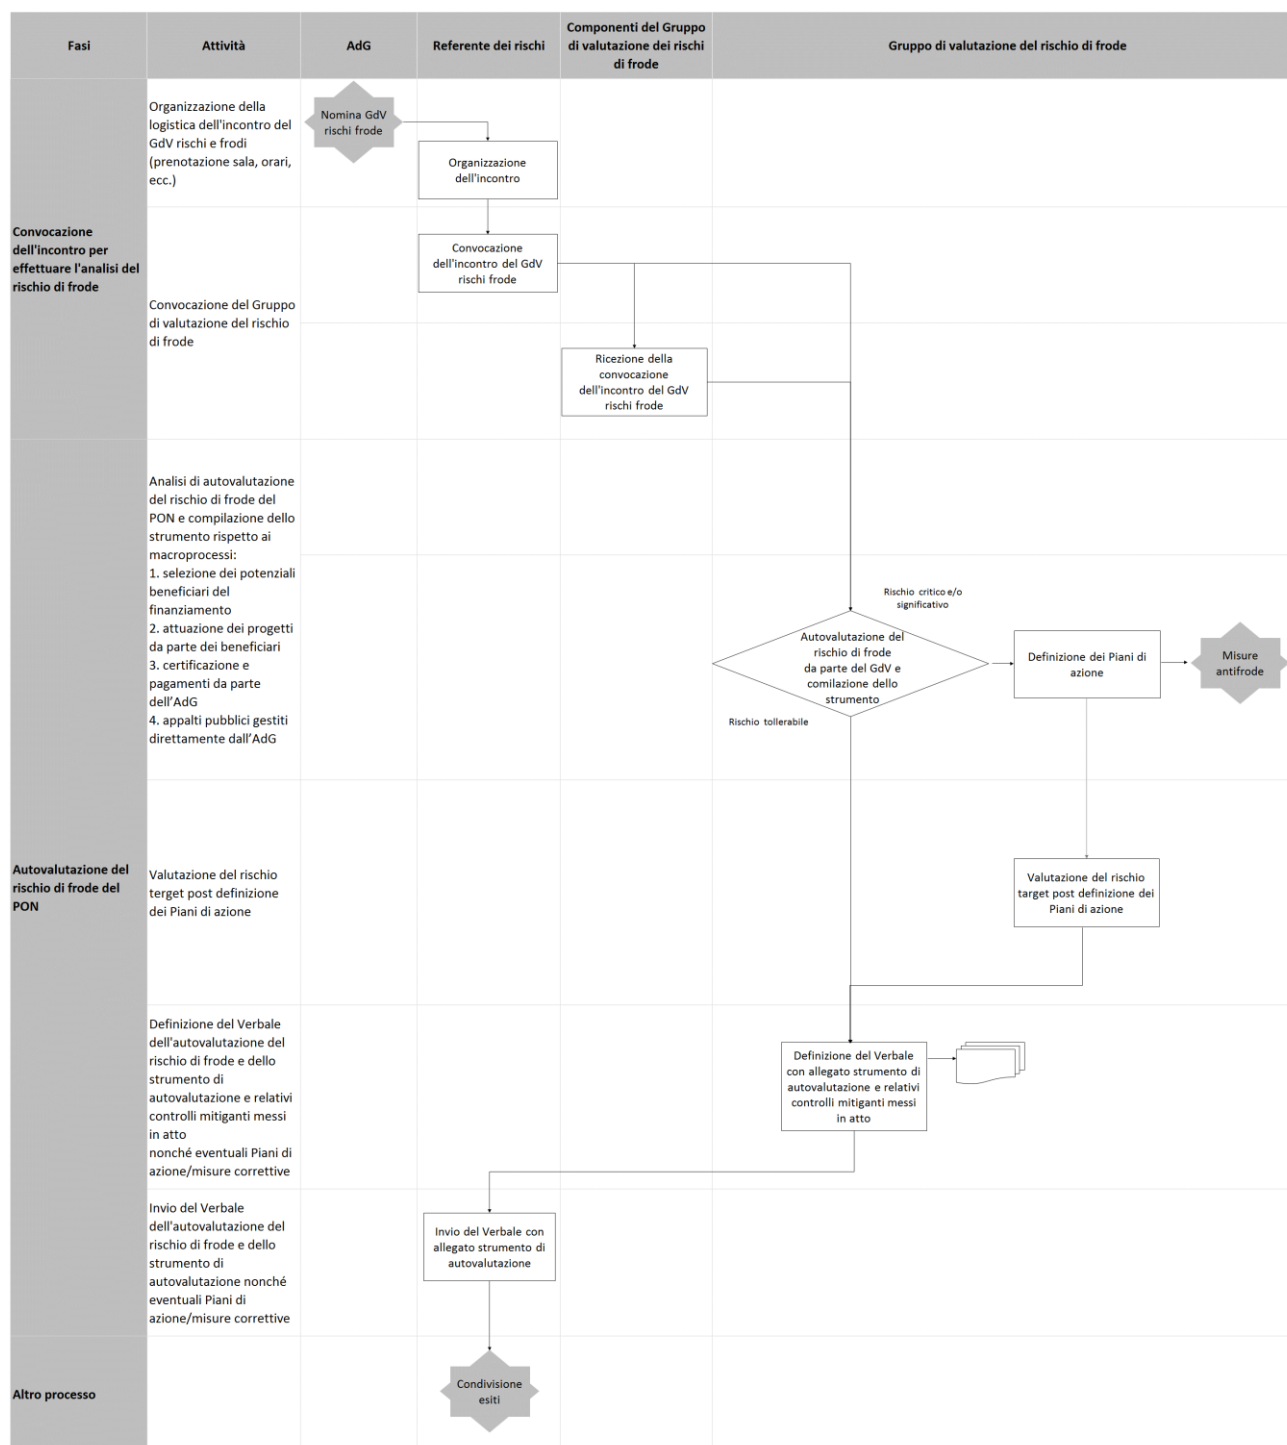 Fasi
Attività
AdG
Referente dei rischi
Componenti del Gruppo
di valutazione dei rischi
di frode
Gruppo di valutazione del rischio di frode
Convocazione
dell'incontro per
effettuare l'analisi del
rischio di frode
Organizzazione della
logistica dell'incontro del
GdV rischi e frodi
(prenotazione sala, orari,
ecc.)
Nomina GdV
rischi frode
Organizzazione
dell'incontro
Convocazione del Gruppo
di valutazione del rischio
di frode
Convocazione
dell'incontro del GdV
rischi frode
Ricezione della
convocazione
dell'incontro del GdV
rischi frode
Autovalutazione del
rischio di frode del
PON
Analisi di autovalutazione
del rischio di frode del
PON e compilazione dello
strumento rispetto ai
macroprocessi:
1. selezione dei potenziali
beneficiari del
finanziamento
2. attuazione dei progetti
da parte dei beneficiari
3. certificazione e
pagamenti da parte
dell’AdG
4. appalti pubblici gestiti
direttamente dall’AdG
Rischio critico e/o
significativo
Autovalutazione del
rischio di frode
da parte del GdV e
comilazione dello
strumento
Rischio tollerabile
Definizione dei Piani di
azione
Misure
antifrode
Valutazione del rischio
terget post definizione
dei Piani di azione
Valutazione del rischio
target post definizione dei
Piani di azione
Definizione del Verbale
dell'autovalutazione del
rischio di frode e dello
strumento di
autovalutazione e relativi
controlli mitiganti messi
in atto
nonché eventuali Piani di
azione/misure correttive
Definizione del Verbale
con allegato strumento di
autovalutazione e relativi
controlli mitiganti messi
in atto
Invio del Verbale
dell'autovalutazione del
rischio di frode e dello
strumento di
autovalutazione nonché
eventuali Piani di
azione/misure correttive
Invio del Verbale con
allegato strumento di
autovalutazione
Altro processo
Condivisione
esiti